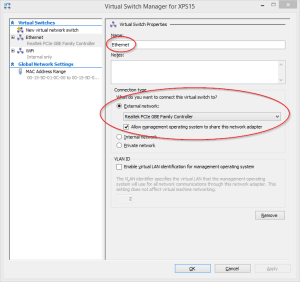 Virtual Switch Manager for XPS15
Virtual Switches
New virtual network switch
Ethernet
Realtek PCIe GBE Family Controller
WiFi
Internal only
Global Network Settings
MAC Address Range
Virtual Switch Properties
Name:
Ethernet
Notes:
Connection type
What do you want to connect this virtual switch to?
External network:
Realtek PCIe GBE Family Controller
Allow management operating system to share this network adapter
Internal network
Private network
VLAN ID
Enable virtual LAN identification for management operating system
The VLAN identifier specifies the virtual LAN that the management operating
system will use for all network communications through this network adapter. This
setting does not affect virtual machine networking.
2
Remove
OK
Cancel
Apply